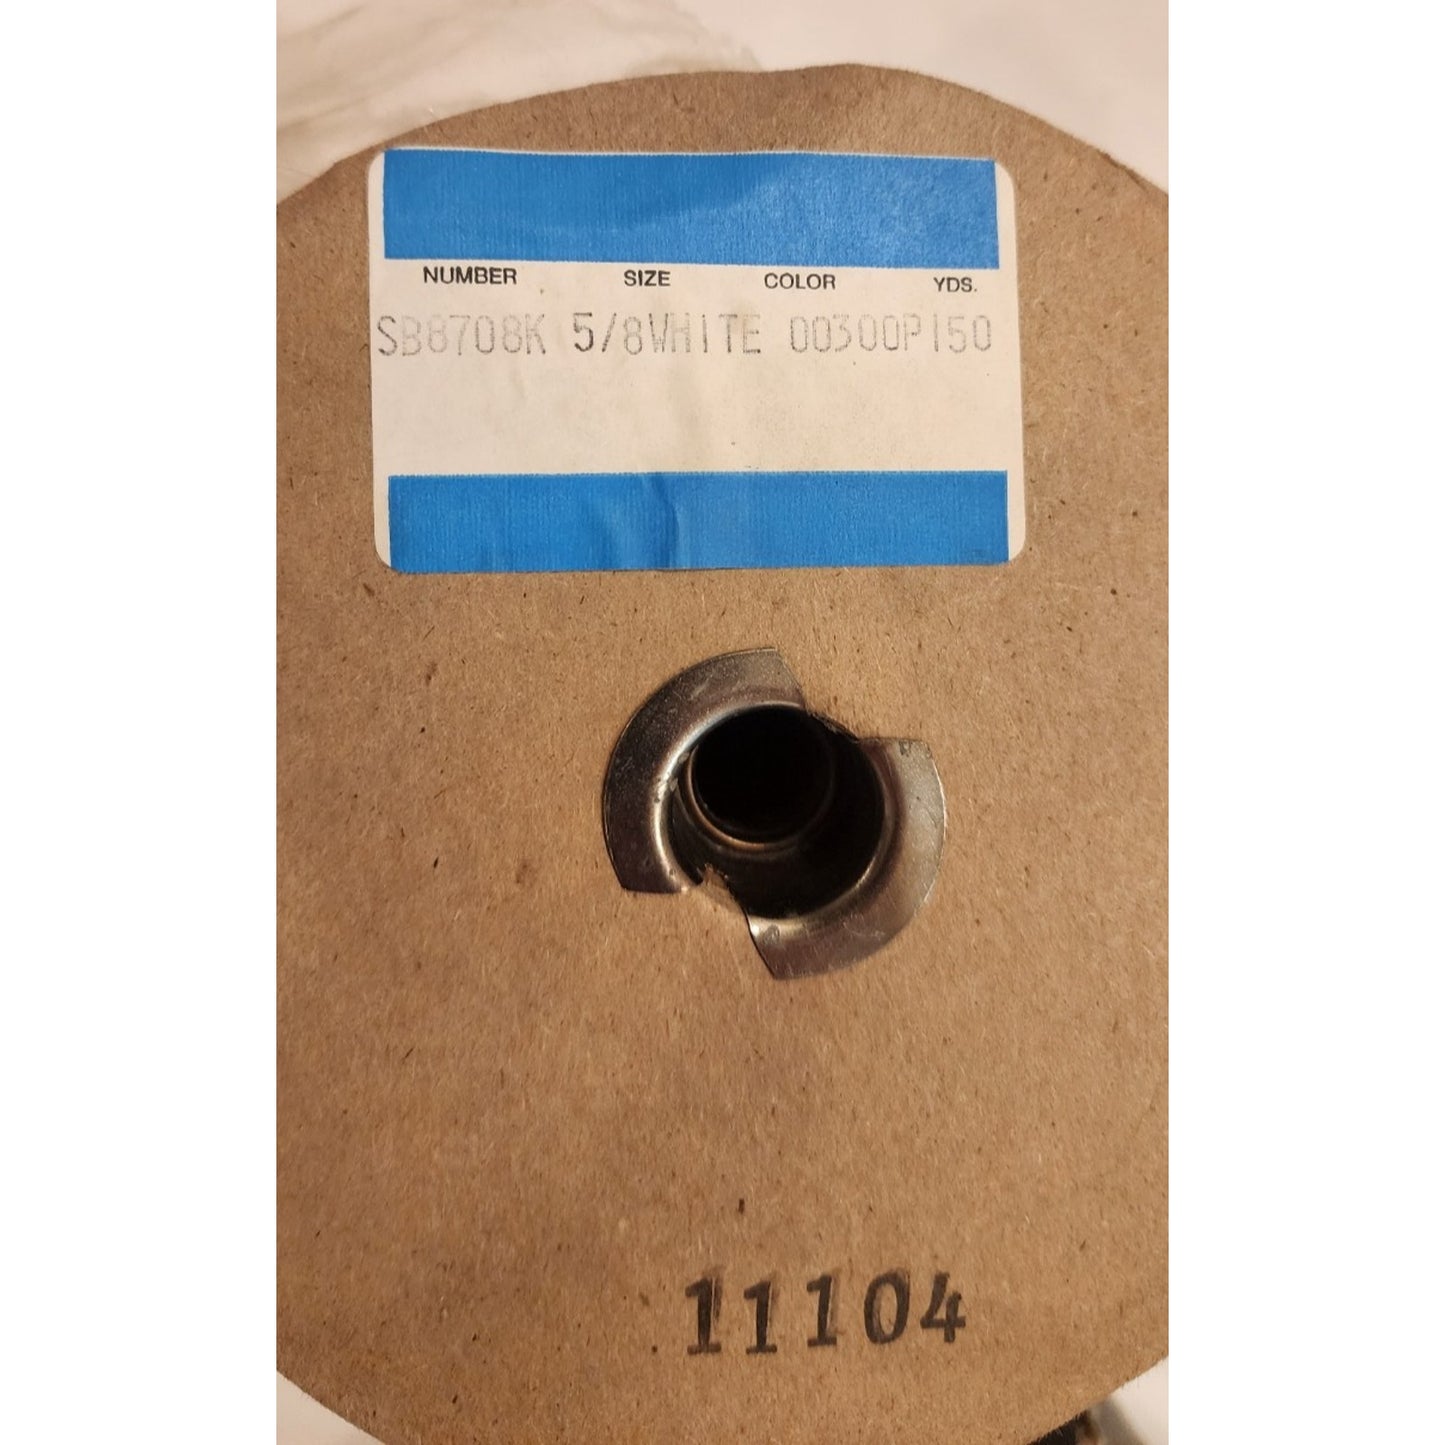 NUMBER SIZE COLOR YDS.
SB8708K 5/8WHITE 00300P150
11104